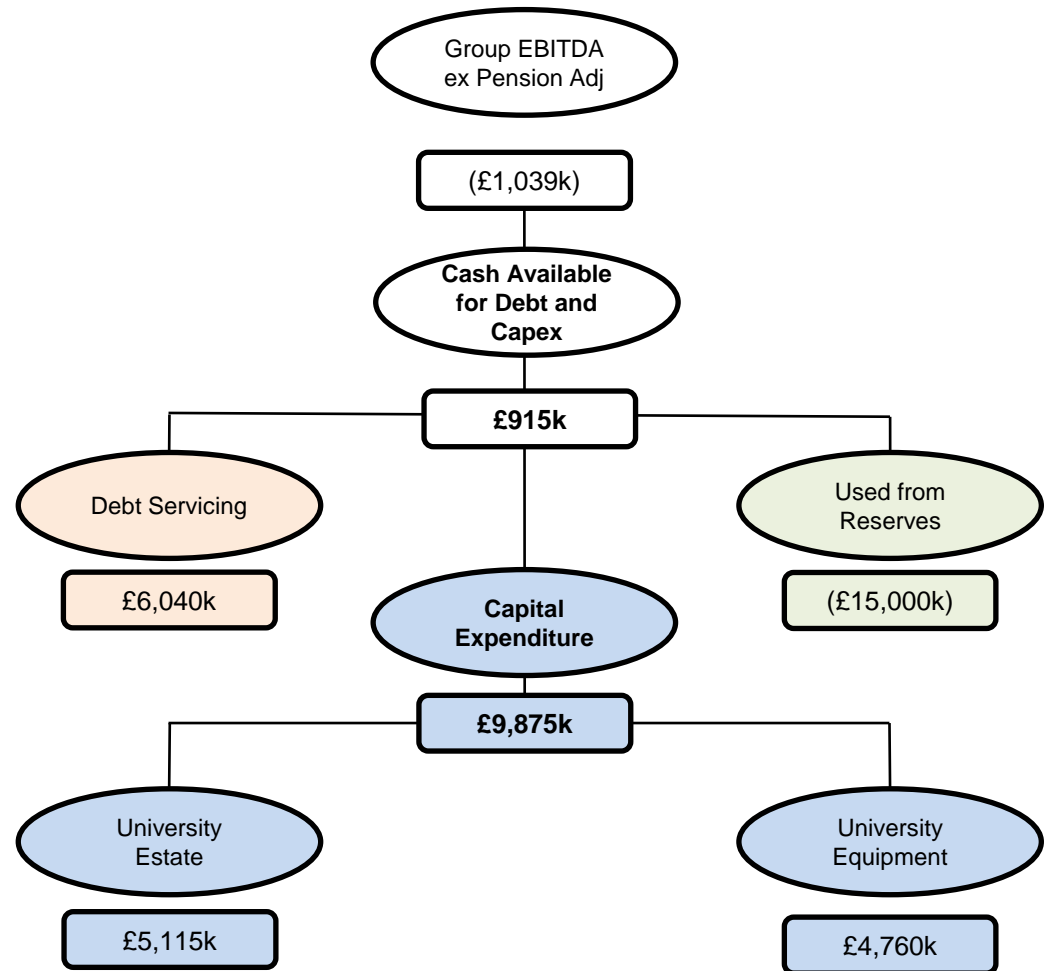 Group EBITDA
ex Pension Adj
(£1,039k)
Cash Available
for Debt and
Capex
£915k
Debt Servicing
Used from
Reserves
£6,040k
(£15,000k)
Capital
Expenditure
£9,875k
University
Estate
University
Equipment
£5,115k
£4,760k